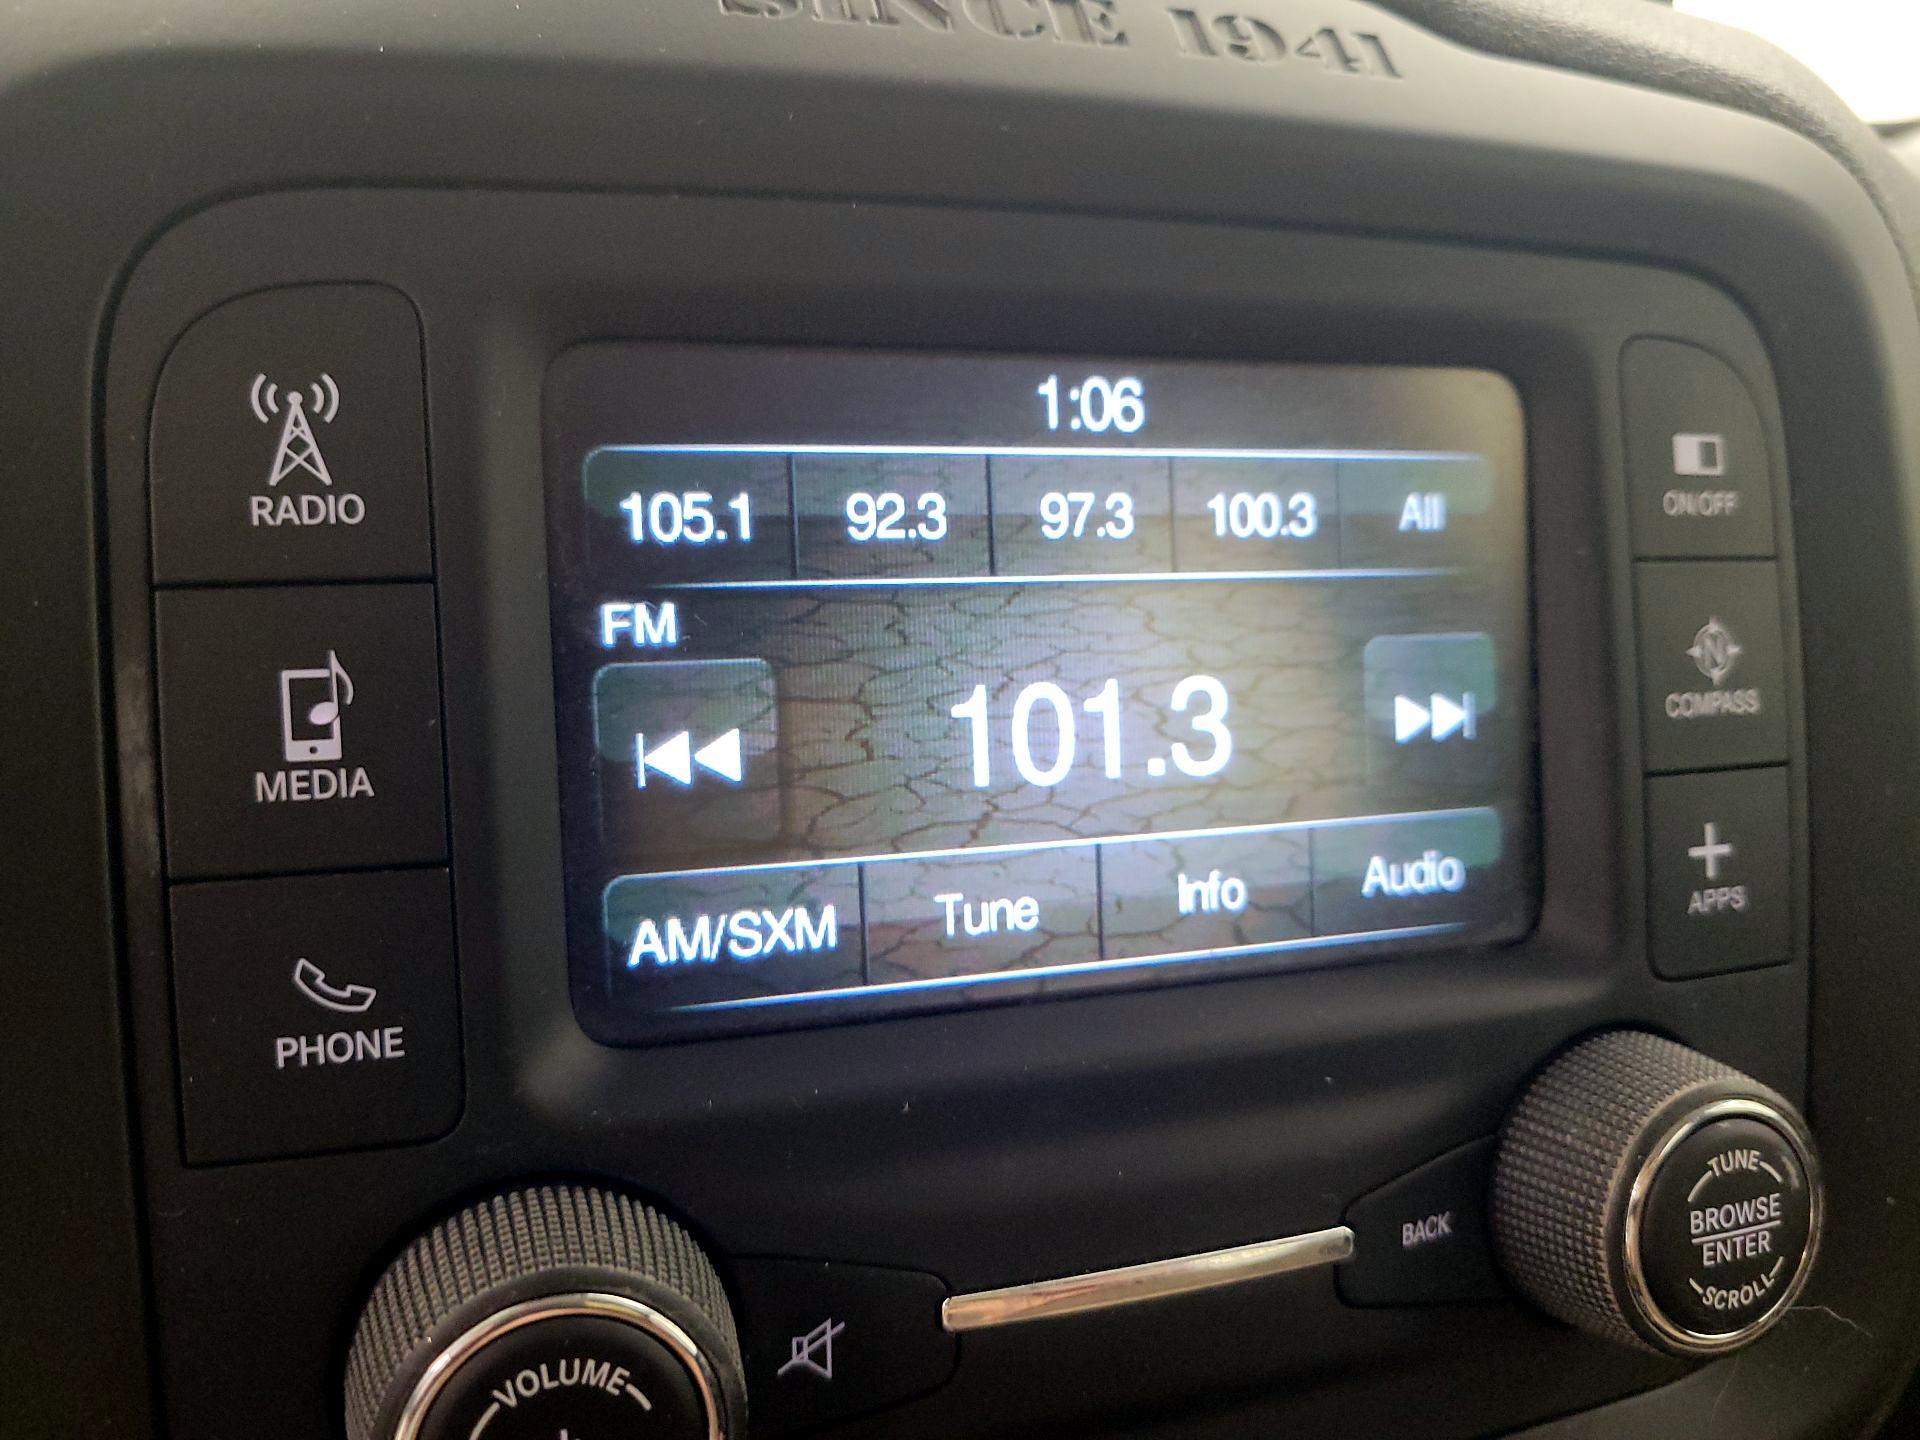 SINCE 1941
1:06
105.1 92.3 97.3 100.3 All
FM
101.3
AM/SXM Tune Info Audio
RADIO
MEDIA
PHONE
ON/OFF
N
COMPASS
APPS
VOLUME
BACK
TUNE
BROWSE
ENTER
SCROLL